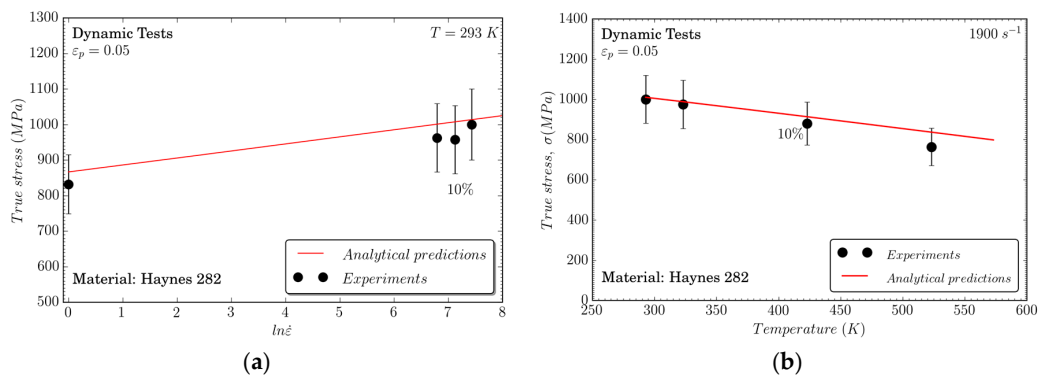 1300
1200
1100
1000
900
800
700
600
500
True stress (MPa)
Dynamic Tests
ε_p = 0.05
T = 293 K
10%
Analytical predictions
Experiments
Material: Haynes 282
0 1 2 3 4 5 6 7 8
lnε̇
(a)
1400
1200
1000
800
600
400
200
0
True stress, σ(MPa)
Dynamic Tests
ε_p = 0.05
1900 s⁻¹
10%
Experiments
Analytical predictions
Material: Haynes 282
250 300 350 400 450 500 550 600
Temperature (K)
(b)